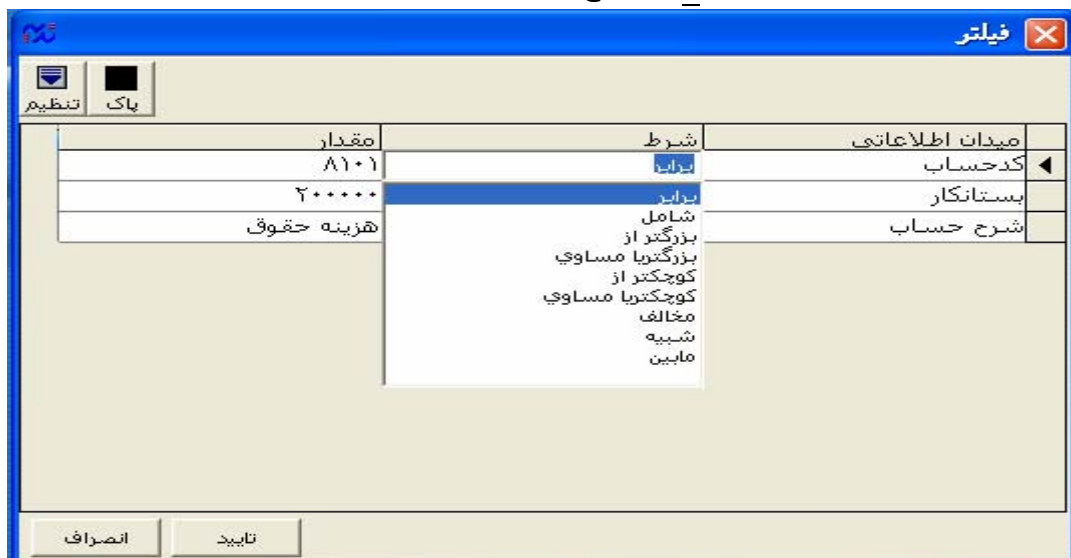 فیلتر
پاک تنظیم
میدان اطلاعاتی شرط مقدار
کدحساب برابر ۸۱۰۱
بستانکار ۲۰۰۰۰۰
شرح حساب هزینه حقوق
برابر
شامل
بزرگتر از
بزرگتریا مساوي
کوچکتر از
کوچکتریا مساوي
مخالف
شبیه
مابین
تایید انصراف